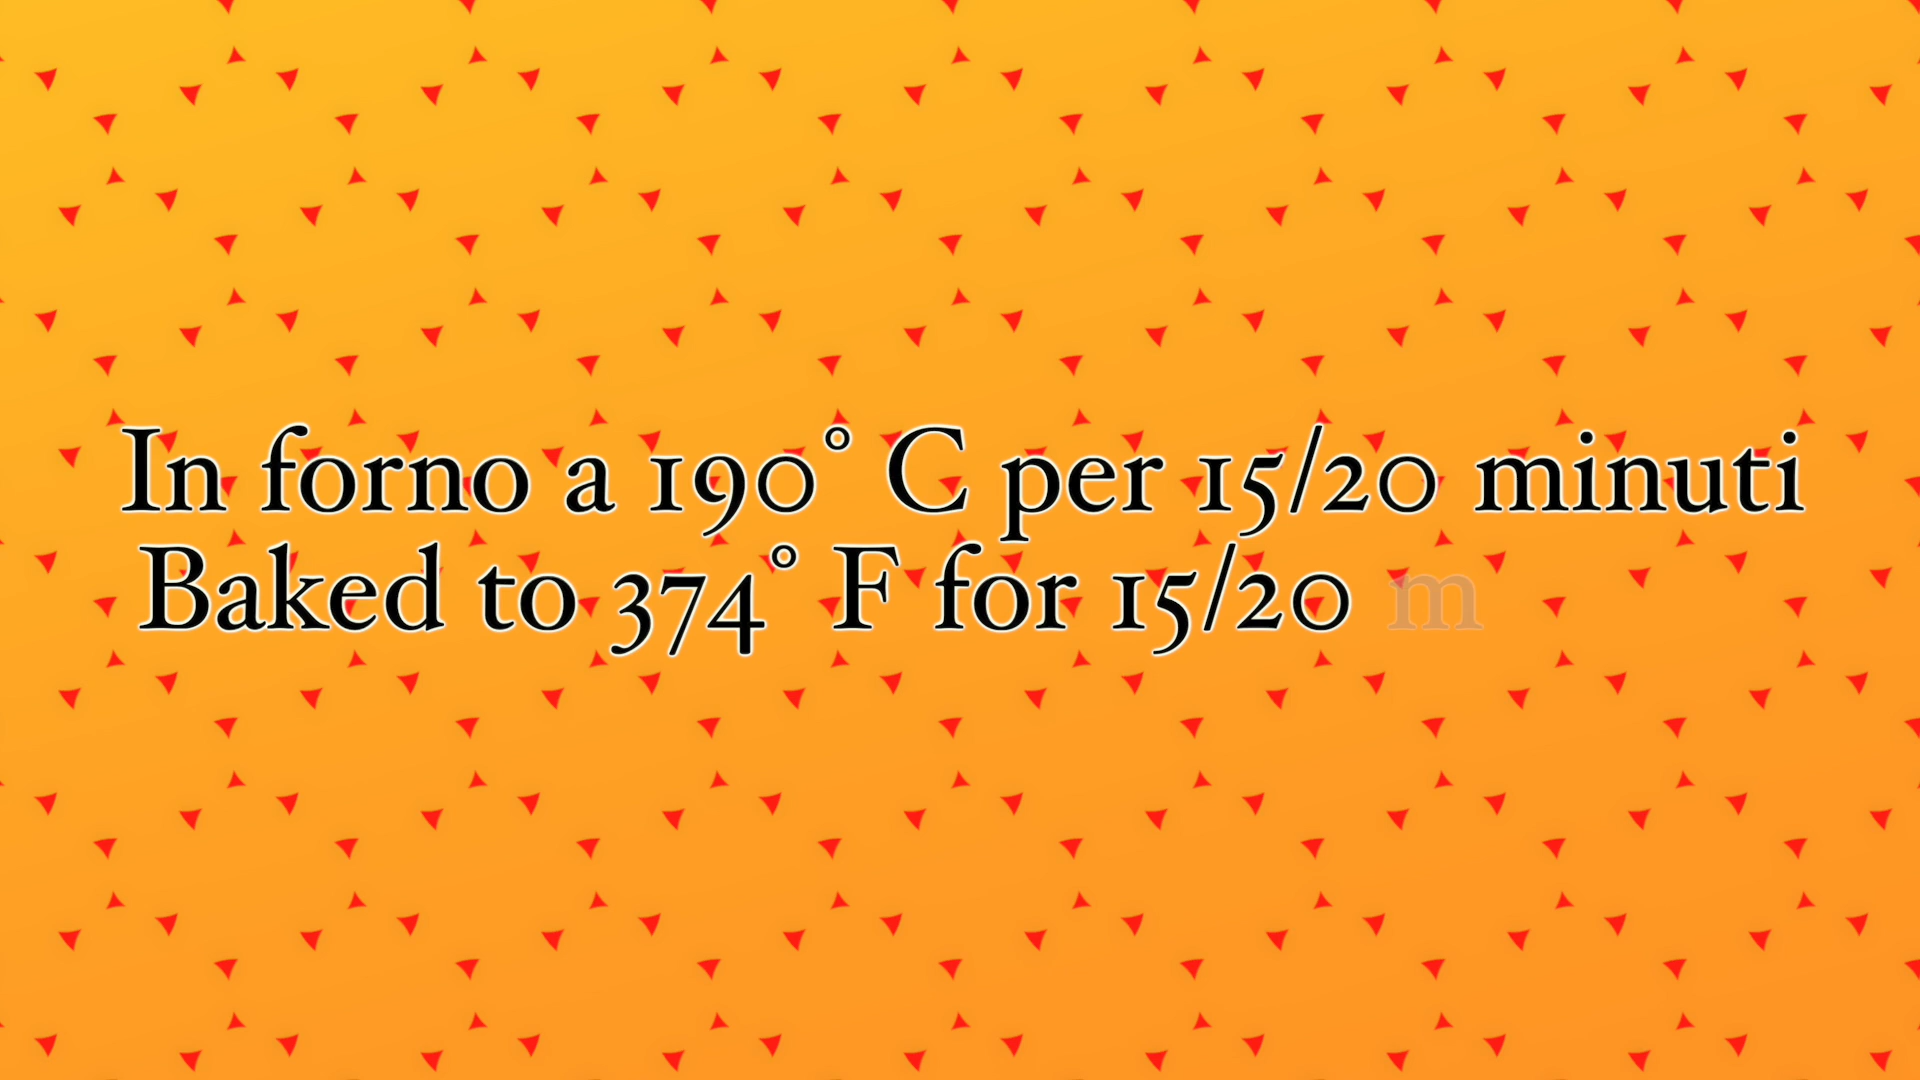 In forno a 190° C per 15/20 minuti
Baked to 374° F for 15/20 m